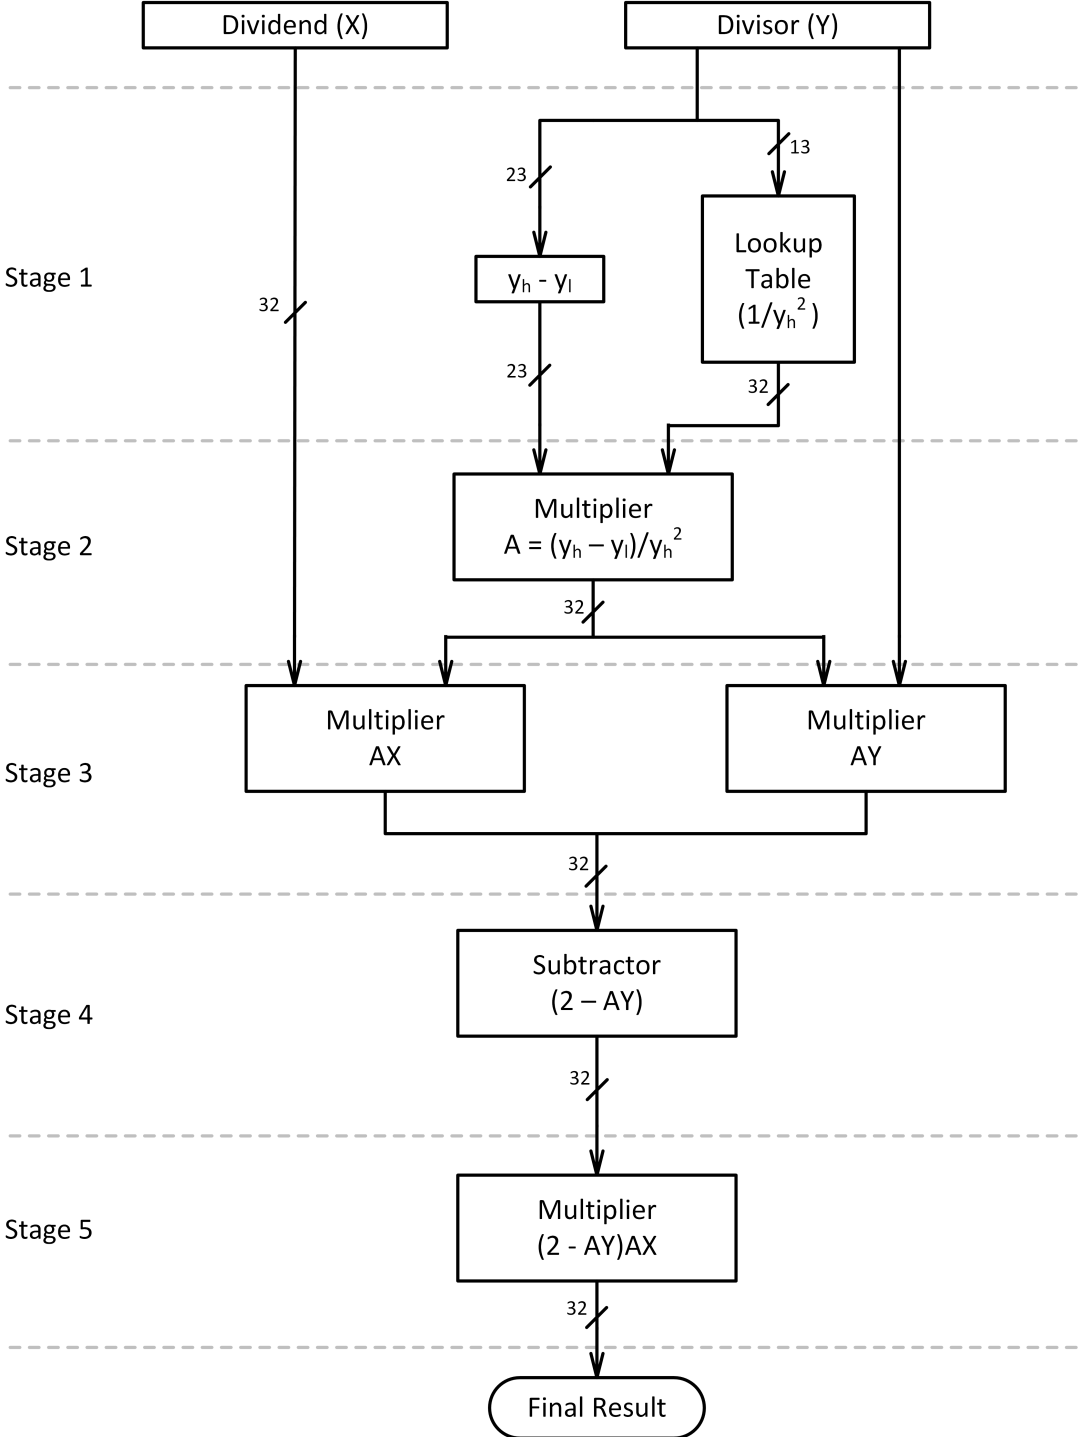 Dividend (X)
Divisor (Y)
13
23
Lookup
Table
(1/yₕ²)
Stage 1
yₕ - yₗ
32
23
32
Multiplier
A = (yₕ – yₗ)/yₕ²
Stage 2
32
Multiplier
AX
Multiplier
AY
Stage 3
32
Subtractor
(2 – AY)
Stage 4
32
Multiplier
(2 - AY)AX
Stage 5
32
Final Result